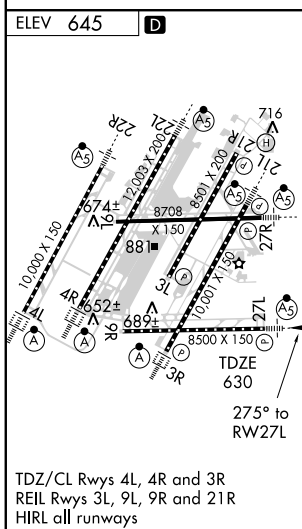 ELEV 645 D
22R
22L
A5
A5
21R
716
H
P
A5
21L
A5
12,003 X 200
8501 X 200
10,000 X 150
674±
9L
8708
X 150
P
27R
881
3L
P
10,001 X 150
4R
652±
4L
A
A
9R
689±
27L
A5
A
P
3R
8500 X 150
P
TDZE
630
275° to
RW27L
TDZ/CL Rwys 4L, 4R and 3R
REIL Rwys 3L, 9L, 9R and 21R
HIRL all runways